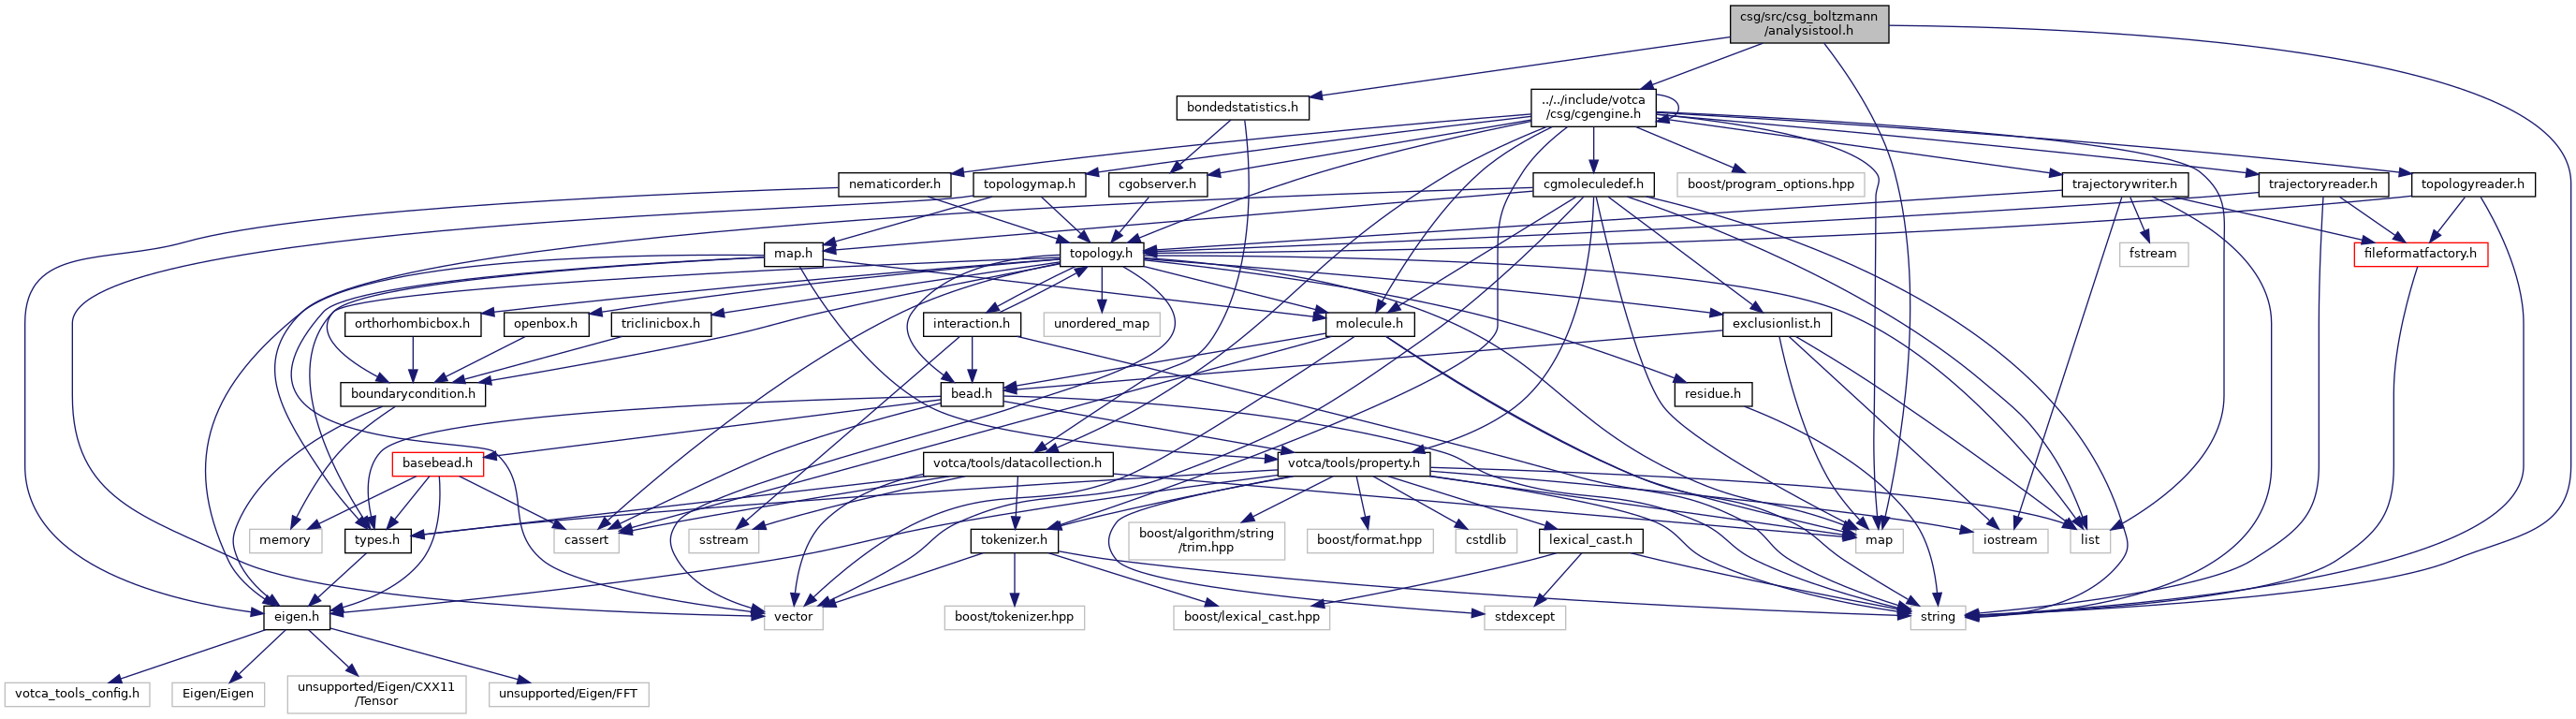 csg/src/csg_boltzmann
/analysistool.h
bondedstatistics.h
../../include/votca
/csg/cgengine.h
nematicorder.h
topologymap.h
cgobserver.h
cgmoleculedef.h
boost/program_options.hpp
trajectorywriter.h
trajectoryreader.h
topologyreader.h
map.h
topology.h
fstream
fileformatfactory.h
orthorhombicbox.h
openbox.h
triclinicbox.h
interaction.h
unordered_map
molecule.h
exclusionlist.h
boundarycondition.h
bead.h
residue.h
basebead.h
votca/tools/datacollection.h
votca/tools/property.h
memory
types.h
cassert
sstream
tokenizer.h
boost/algorithm/string
/trim.hpp
boost/format.hpp
cstdlib
lexical_cast.h
map
iostream
list
eigen.h
vector
boost/tokenizer.hpp
boost/lexical_cast.hpp
stdexcept
string
votca_tools_config.h
Eigen/Eigen
unsupported/Eigen/CXX11
/Tensor
unsupported/Eigen/FFT